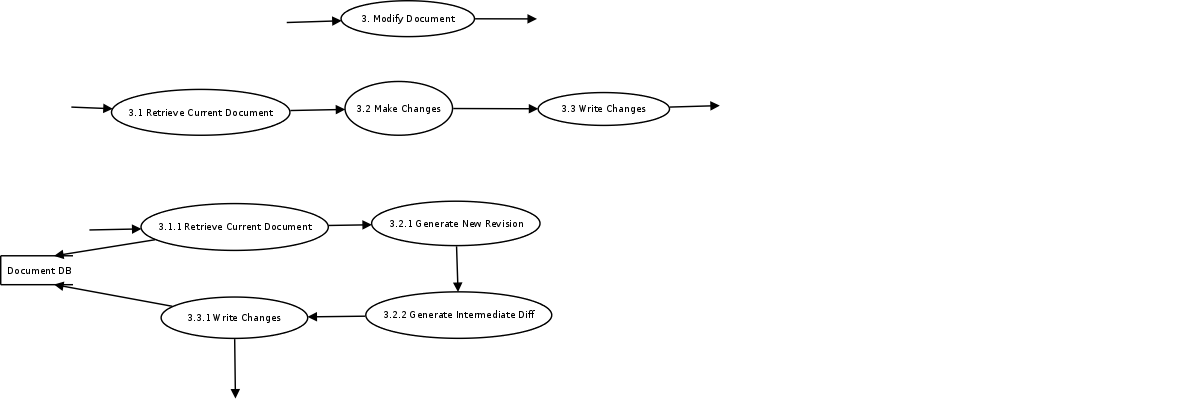 3. Modify Document
3.1 Retrieve Current Document
3.2 Make Changes
3.3 Write Changes
3.1.1 Retrieve Current Document
3.2.1 Generate New Revision
Document DB
3.3.1 Write Changes
3.2.2 Generate Intermediate Diff